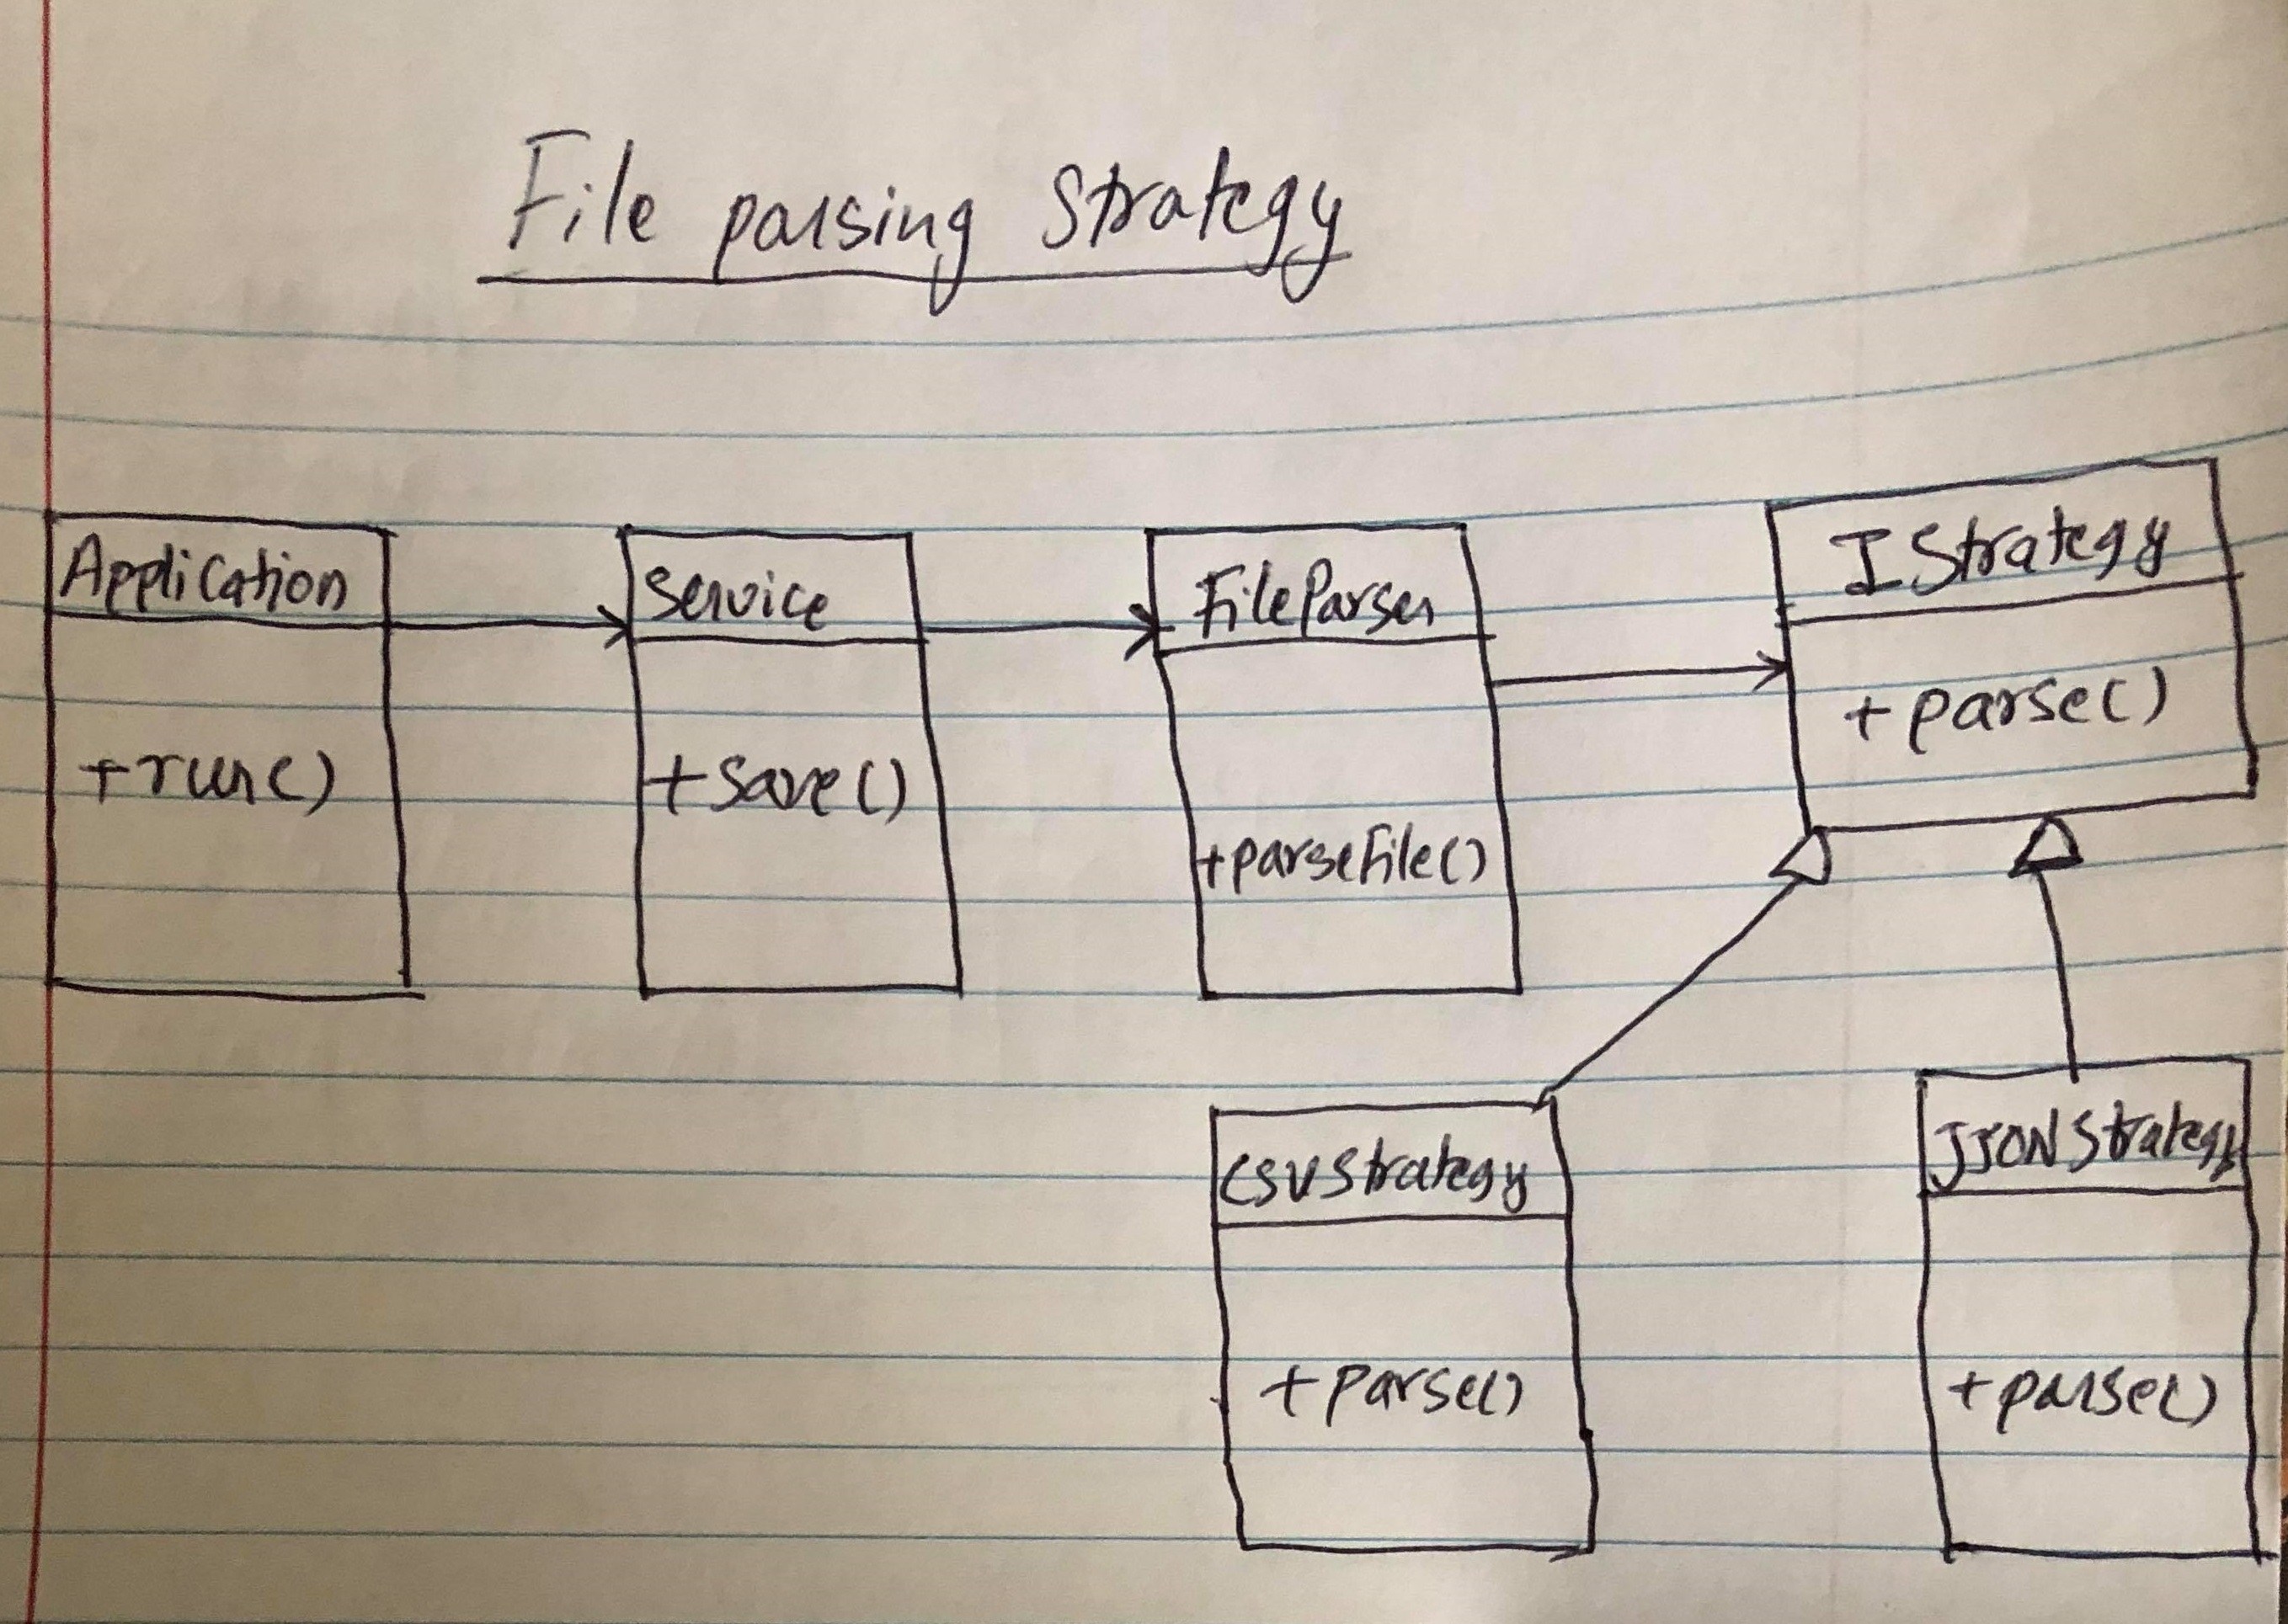 File parsing Strategy
Application
+run()
Service
+save()
FileParser
+parseFile()
IStrategy
+parse()
CSVStrategy
+parse()
JSONStrategy
+parse()